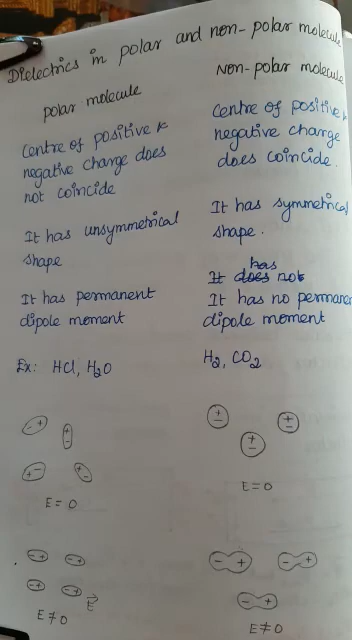 Dielectrics in polar and non-polar molecule
polar molecule
Centre of positive &
negative charge does
not coincide
It has unsymmetrical
shape
It has permanent
dipole moment
Ex: HCl, H2O
- +
+ -
+ -
+ -
E = 0
- +
- +
- +
- +
E⃗
E ≠ 0
Non-polar molecule
Centre of positive &
negative charge
does coincide.
It has symmetrical
shape.
has
It does not
It has no permanen
dipole moment
H2, CO2
±
±
±
E = 0
- +
- +
- +
E ≠ 0